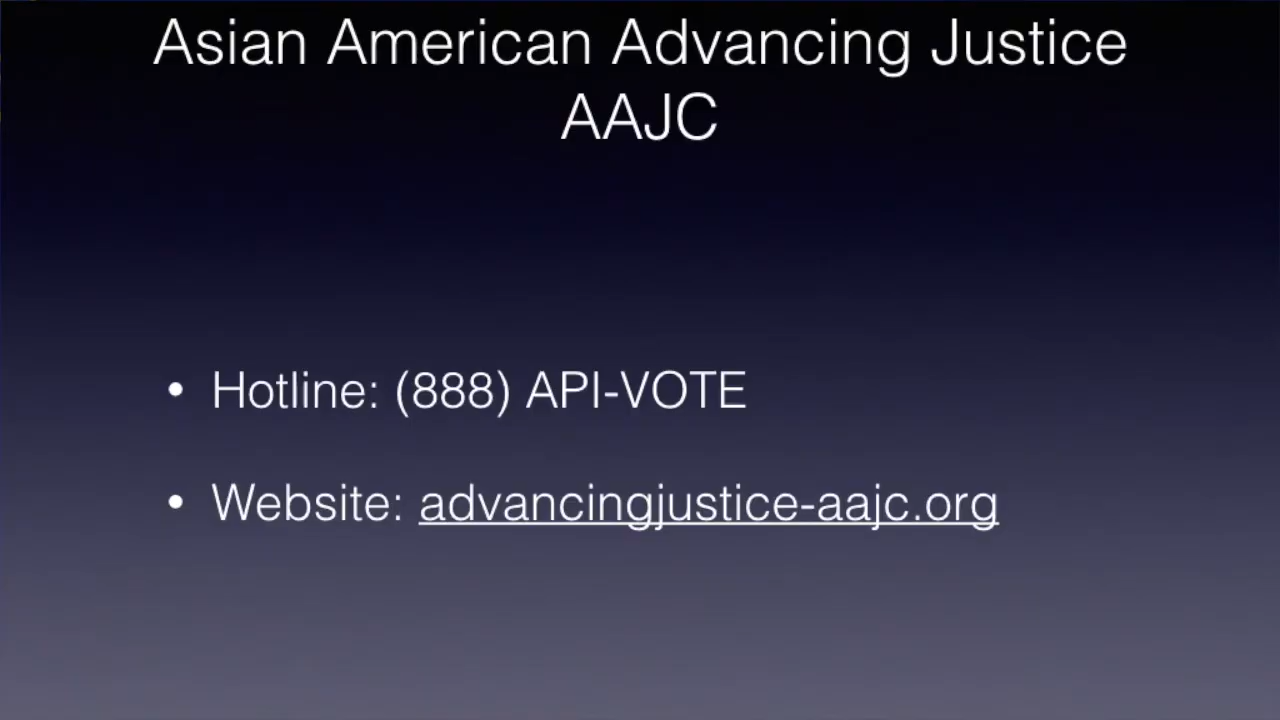 Asian American Advancing Justice
AAJC
• Hotline: (888) API-VOTE
• Website: advancingjustice-aajc.org